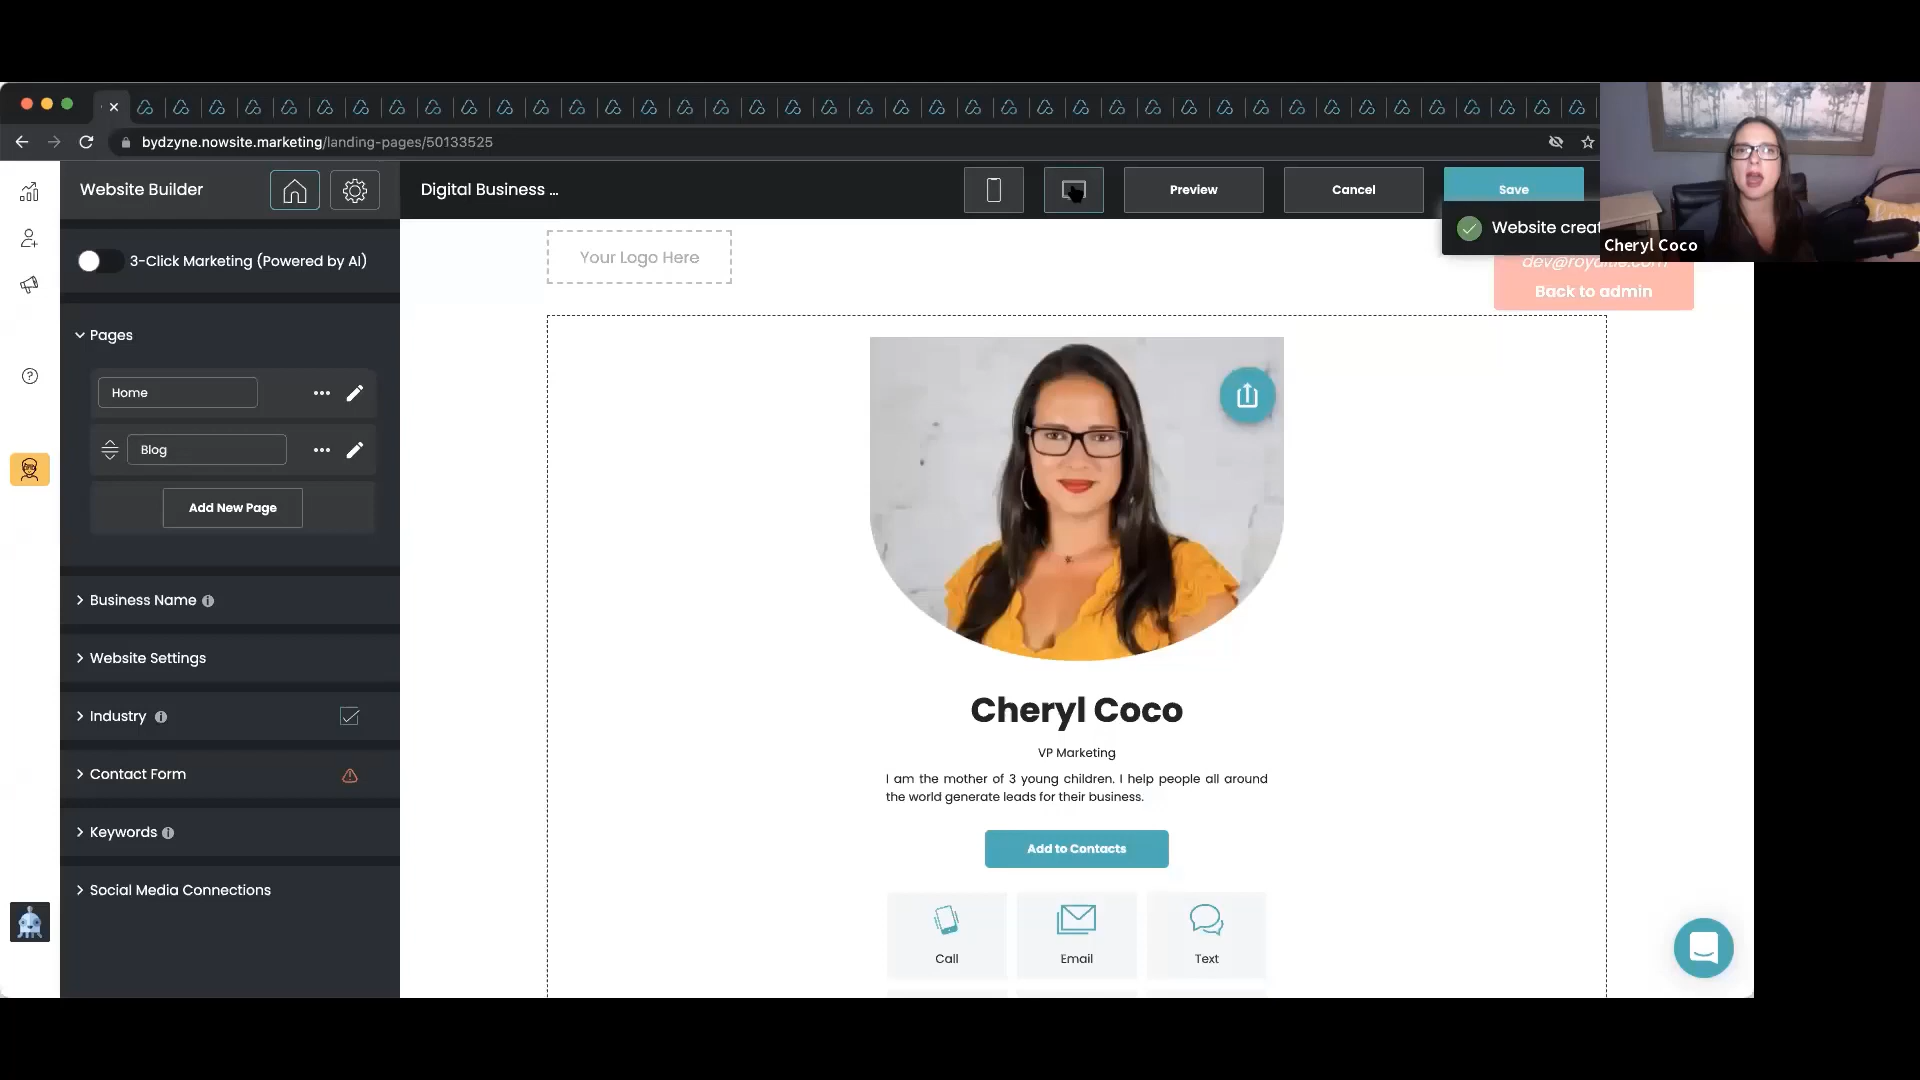 bydzyne.nowsite.marketing/landing-pages/50133525
Website Builder
Digital Business ...
Preview
Cancel
Save
Website creat
Cheryl Coco
3-Click Marketing (Powered by AI)
Your Logo Here
Back to admin
Pages
Home
Blog
Add New Page
Business Name
Website Settings
Industry
Contact Form
Keywords
Social Media Connections
Cheryl Coco
VP Marketing
I am the mother of 3 young children. I help people all around
the world generate leads for their business.
Add to Contacts
Call
Email
Text